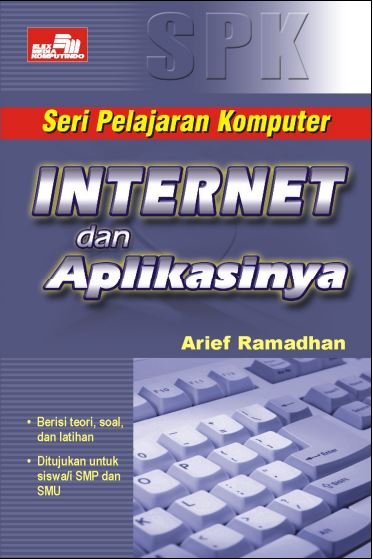 ELEX
MEDIA
KOMPUTINDO
SPK
Seri Pelajaran Komputer
INTERNET
dan
Aplikasinya
Arief Ramadhan
• Berisi teori, soal,
dan latihan
• Ditujukan untuk
siswa/i SMP dan
SMU